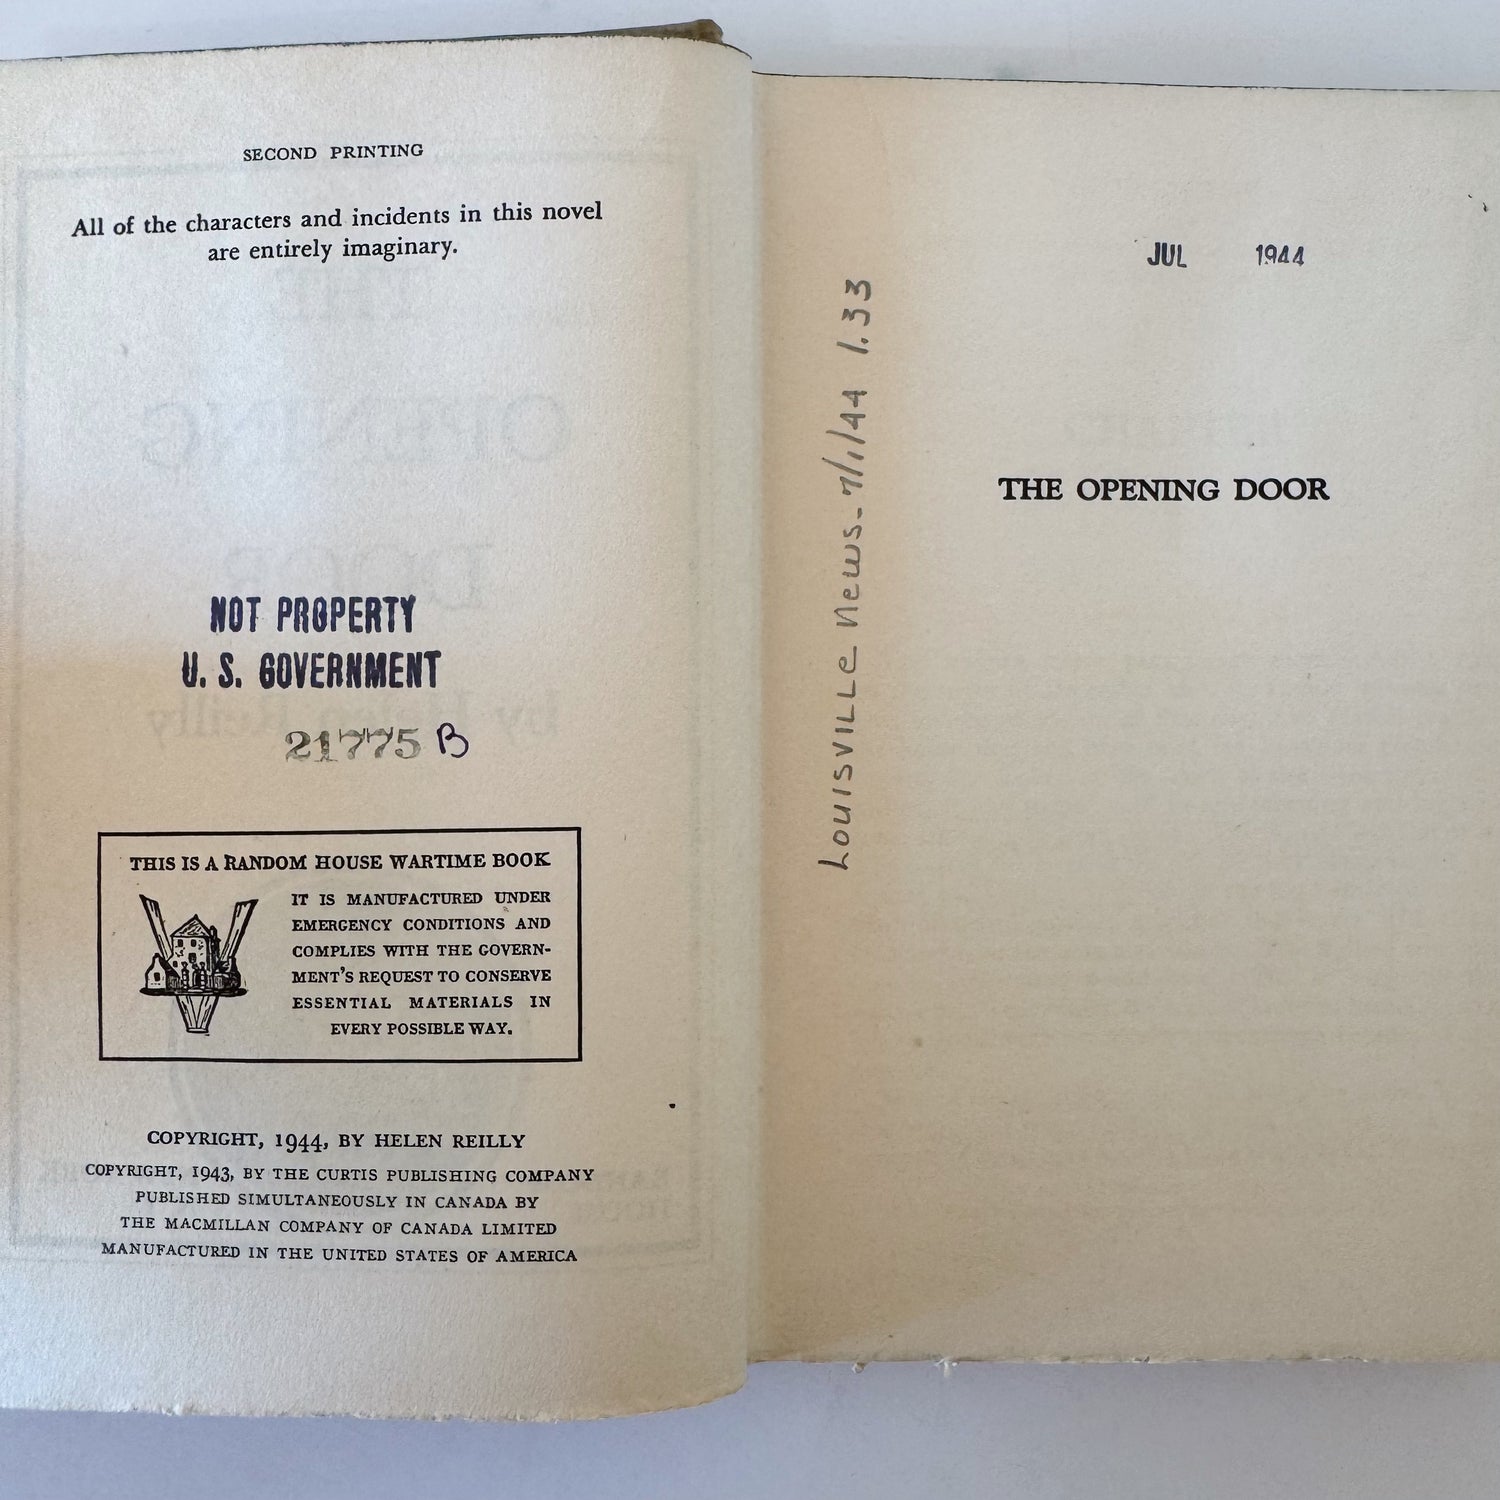 SECOND PRINTING
All of the characters and incidents in this novel
are entirely imaginary.
NOT PROPERTY
U. S. GOVERNMENT
21775 B
THIS IS A RANDOM HOUSE WARTIME BOOK
IT IS MANUFACTURED UNDER
EMERGENCY CONDITIONS AND
COMPLIES WITH THE GOVERN-
MENT'S REQUEST TO CONSERVE
ESSENTIAL MATERIALS IN
EVERY POSSIBLE WAY.
COPYRIGHT, 1944, BY HELEN REILLY
COPYRIGHT, 1943, BY THE CURTIS PUBLISHING COMPANY
PUBLISHED SIMULTANEOUSLY IN CANADA BY
THE MACMILLAN COMPANY OF CANADA LIMITED
MANUFACTURED IN THE UNITED STATES OF AMERICA
Louisville News- 7/1/44 1.33
JUL 1944
THE OPENING DOOR